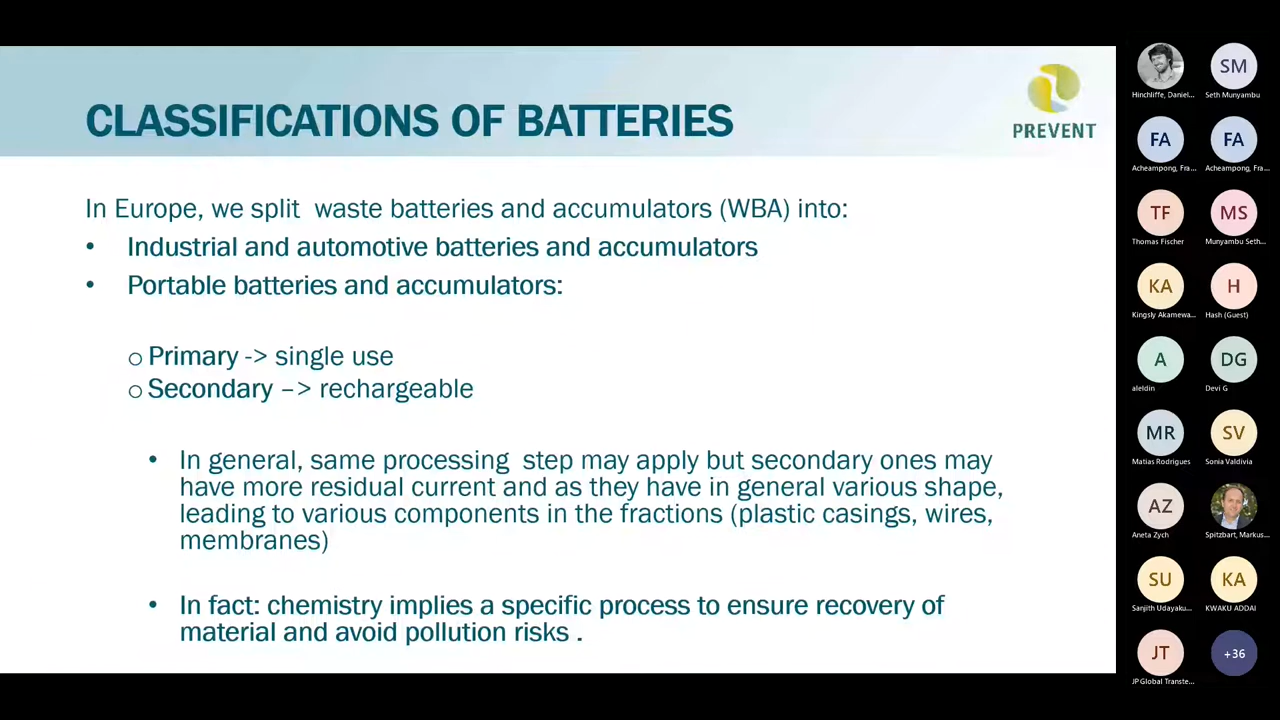 CLASSIFICATIONS OF BATTERIES
PREVENT
In Europe, we split waste batteries and accumulators (WBA) into:
• Industrial and automotive batteries and accumulators
• Portable batteries and accumulators:
o Primary -> single use
o Secondary –> rechargeable
• In general, same processing step may apply but secondary ones may
have more residual current and as they have in general various shape,
leading to various components in the fractions (plastic casings, wires,
membranes)
• In fact: chemistry implies a specific process to ensure recovery of
material and avoid pollution risks .
Hinchliffe, Daniel...
SM
Seth Munyambu
FA
Acheampong, Fra...
FA
Acheampong, Fra...
TF
Thomas Fischer
MS
Munyambu Seth...
KA
Kingsly Akamewa...
H
Hash (Guest)
A
aleldin
DG
Devi G
MR
Matias Rodrigues
SV
Sonia Valdivia
AZ
Aneta Zych
Spitzbart, Markus...
SU
Sanjith Udayaku...
KA
KWAKU ADDAI
JT
JP Global Transte...
+36